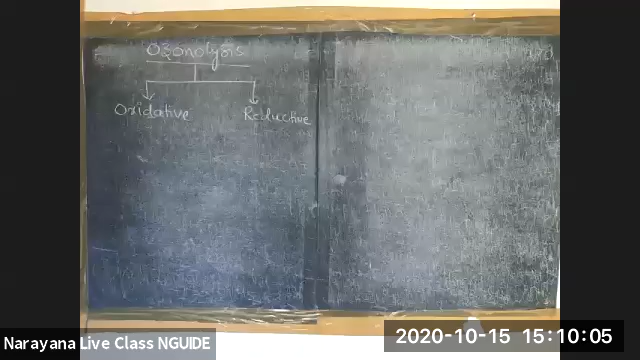 Ozonolysis
Oxidative Reductive
Narayana Live Class NGUIDE
2020-10-15 15:10:05